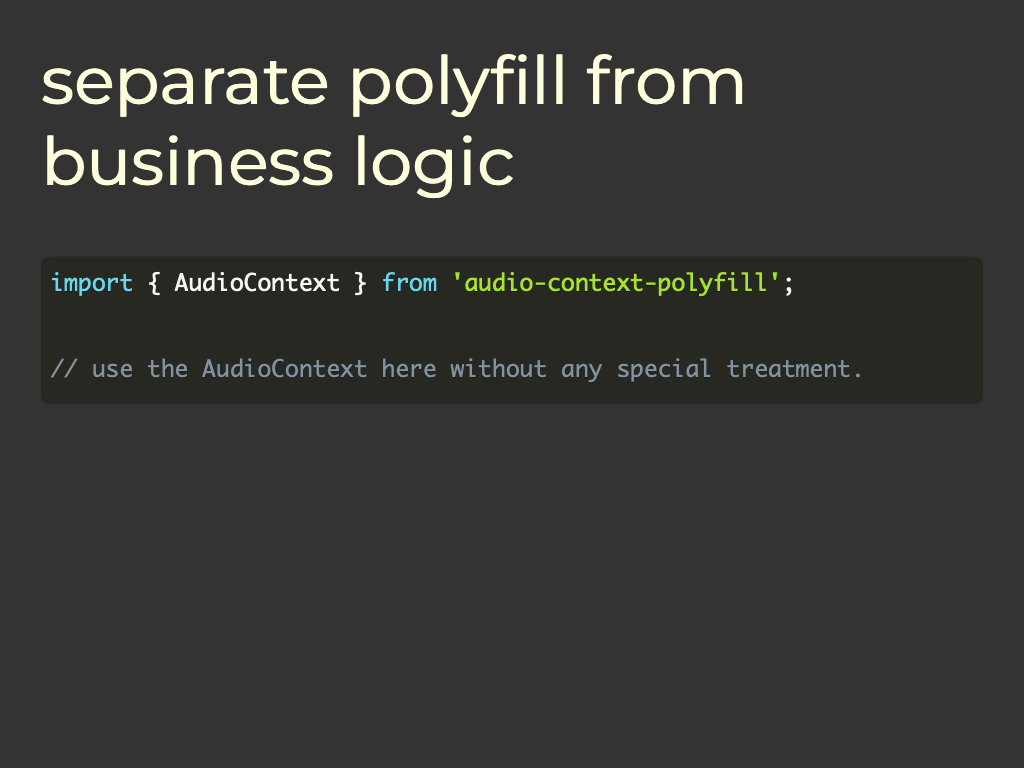 separate polyfill from
business logic
import { AudioContext } from 'audio-context-polyfill';
// use the AudioContext here without any special treatment.